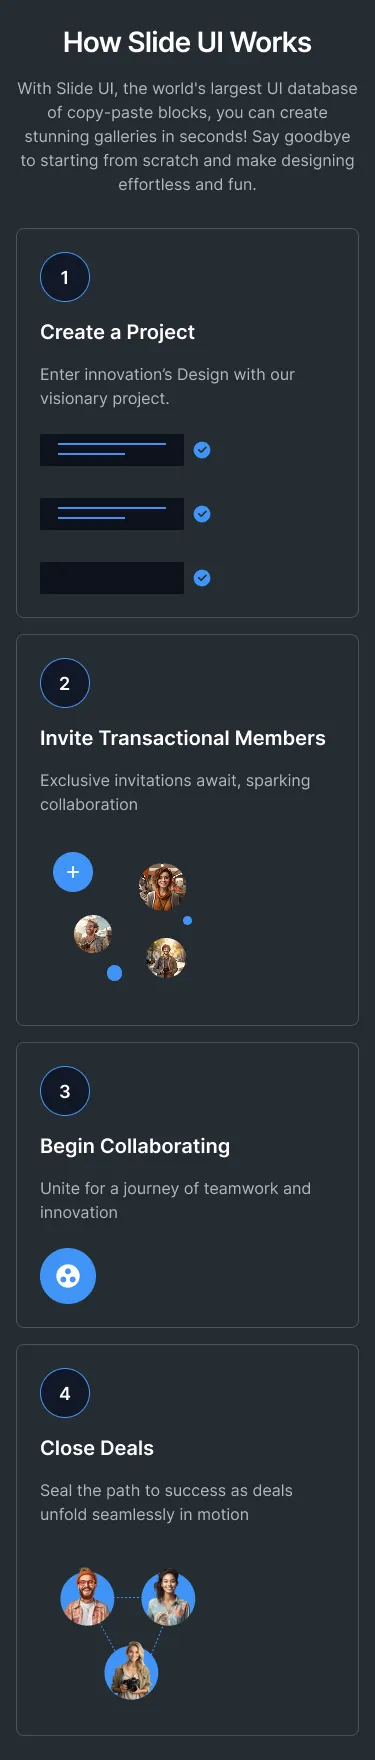 How Slide UI Works
With Slide UI, the world's largest UI database
of copy-paste blocks, you can create
stunning galleries in seconds! Say goodbye
to starting from scratch and make designing
effortless and fun.
1
Create a Project
Enter innovation’s Design with our
visionary project.
2
Invite Transactional Members
Exclusive invitations await, sparking
collaboration
3
Begin Collaborating
Unite for a journey of teamwork and
innovation
4
Close Deals
Seal the path to success as deals
unfold seamlessly in motion